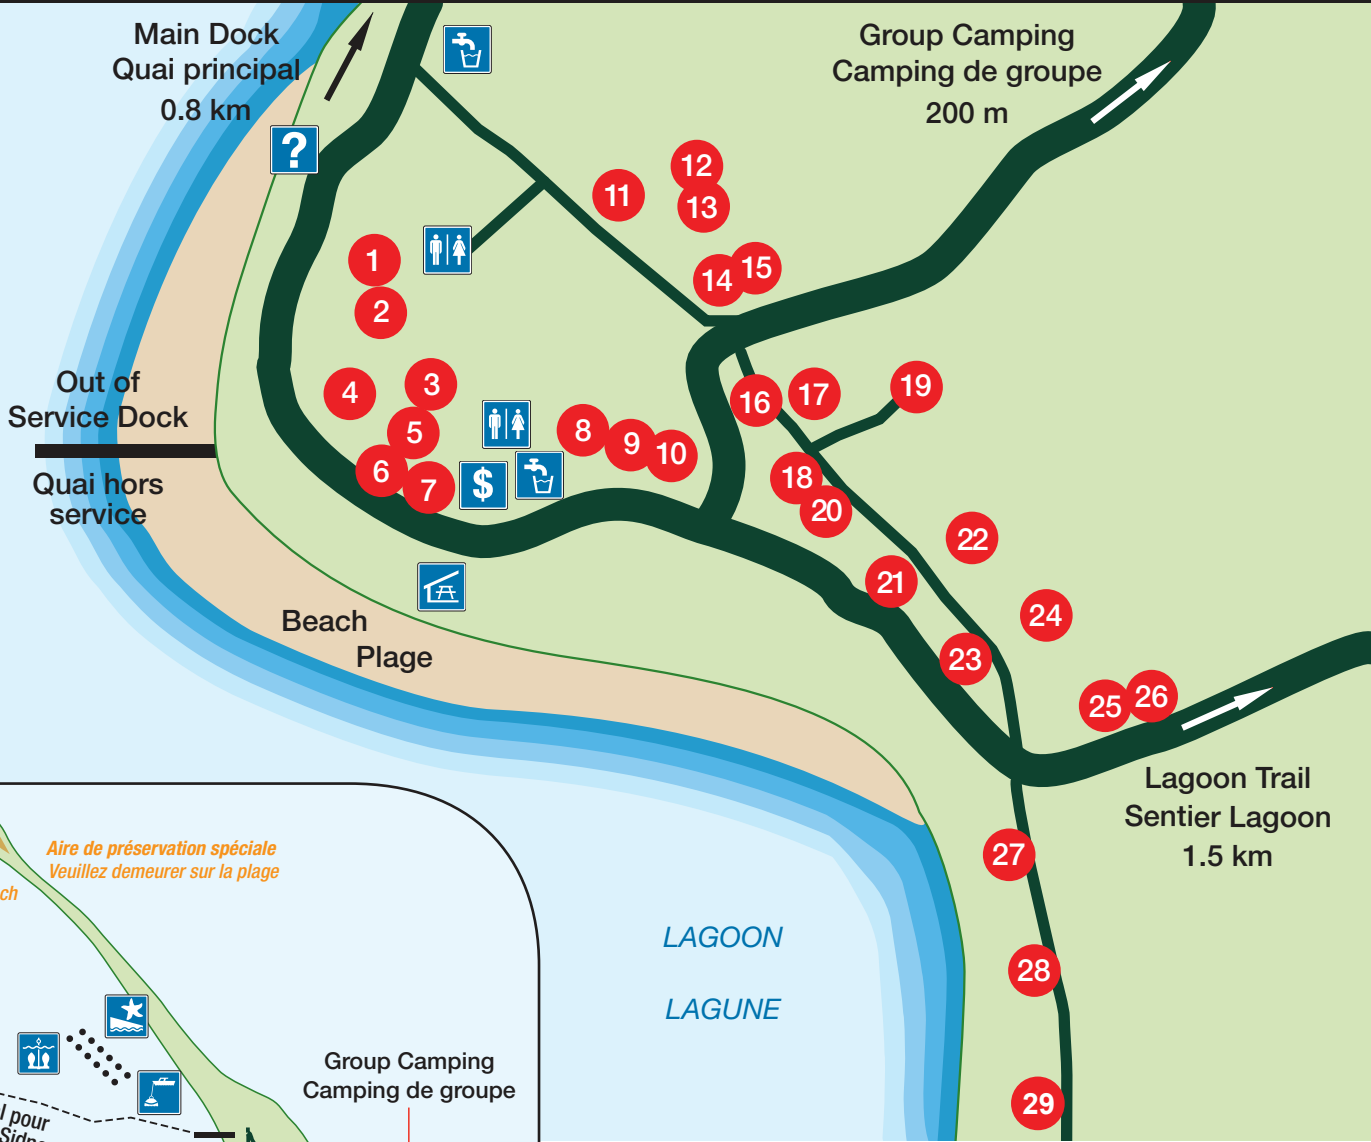 Main Dock
Quai principal
0.8 km
Group Camping
Camping de groupe
200 m
?
12
11
13
1
15
14
2
3
4
19
17
16
5
8
9
10
6
7
$
18
20
22
21
24
23
25
26
Out of
Service Dock
Quai hors
service
Beach
Plage
Lagoon Trail
Sentier Lagoon
1.5 km
27
28
29
LAGOON
LAGUNE
Aire de préservation spéciale
Veuillez demeurer sur la plage
ch
Group Camping
Camping de groupe
l pour